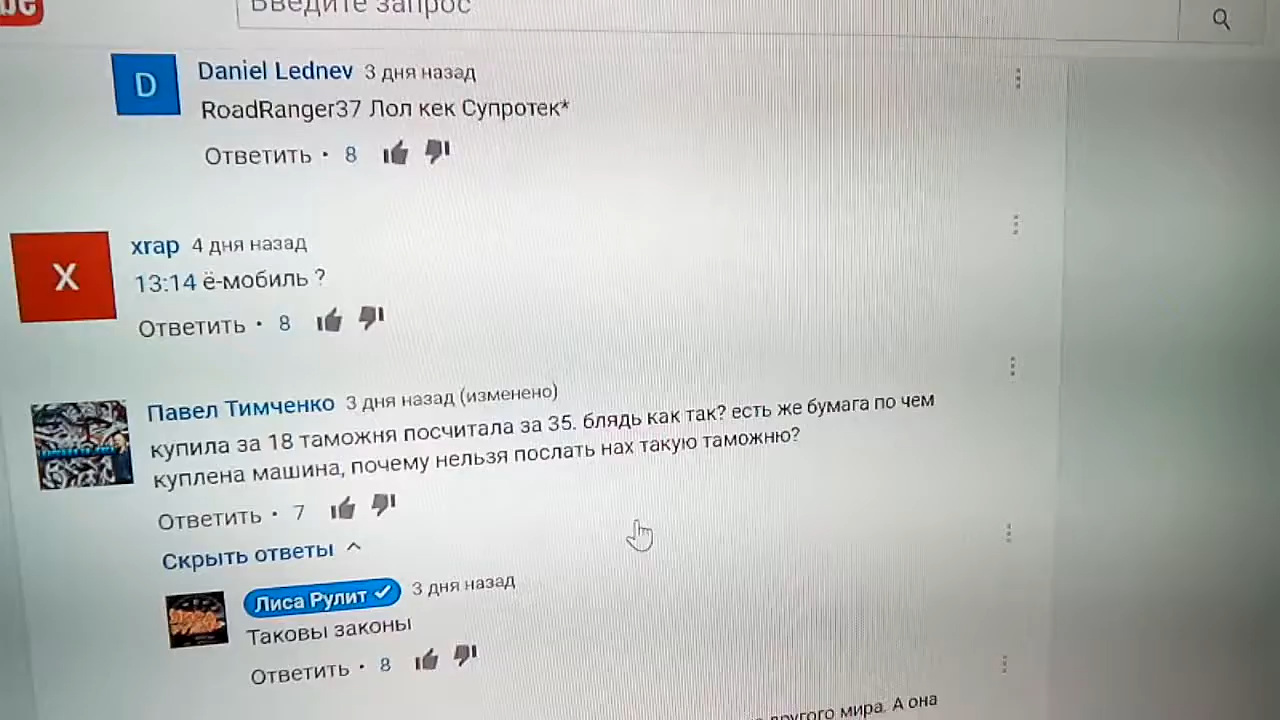 be
Введите запрос
D
Daniel Lednev 3 дня назад
RoadRanger37 Лол кек Супротек*
Ответить • 8
X
xrap 4 дня назад
13:14 ё-мобиль ?
Ответить • 8
Павел Тимченко 3 дня назад (изменено)
купила за 18 таможня посчитала за 35. блядь как так? есть же бумага по чем
куплена машина, почему нельзя послать нах такую таможню?
Ответить • 7
Скрыть ответы
Лиса Рулит 3 дня назад
Таковы законы
Ответить • 8
другого мира. А она